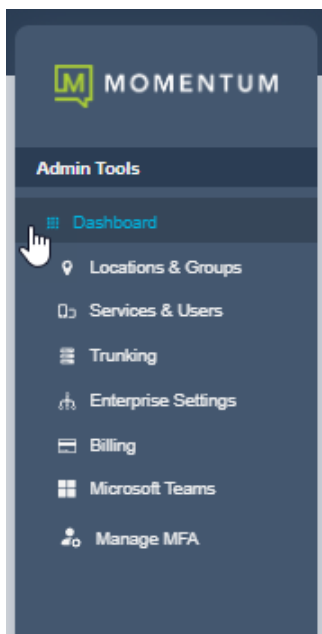 MOMENTUM
Admin Tools
Dashboard
Locations & Groups
Services & Users
Trunking
Enterprise Settings
Billing
Microsoft Teams
Manage MFA